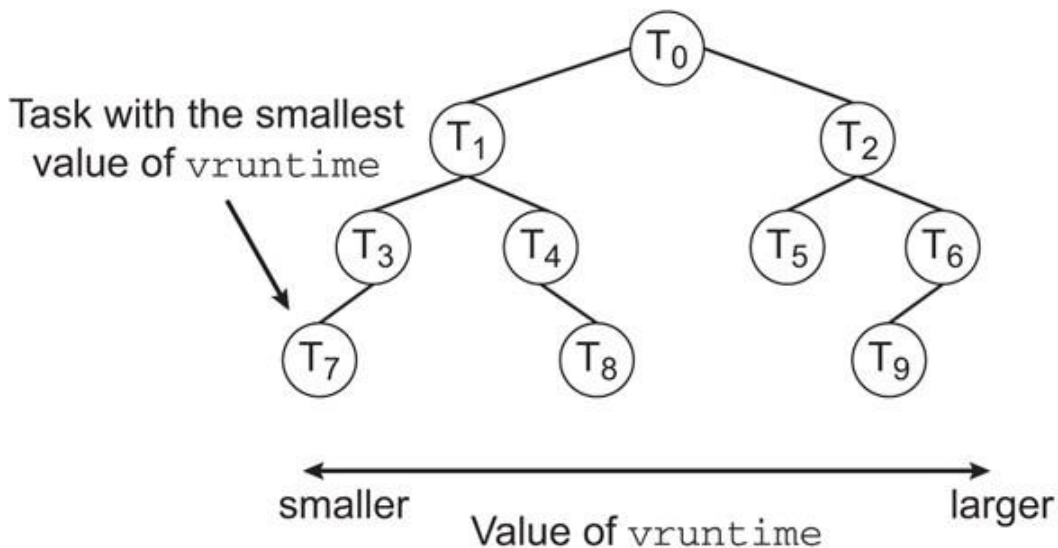 T₀
Task with the smallest
value of vruntime
T₁
T₂
T₃
T₄
T₅
T₆
T₇
T₈
T₉
smaller
larger
Value of vruntime